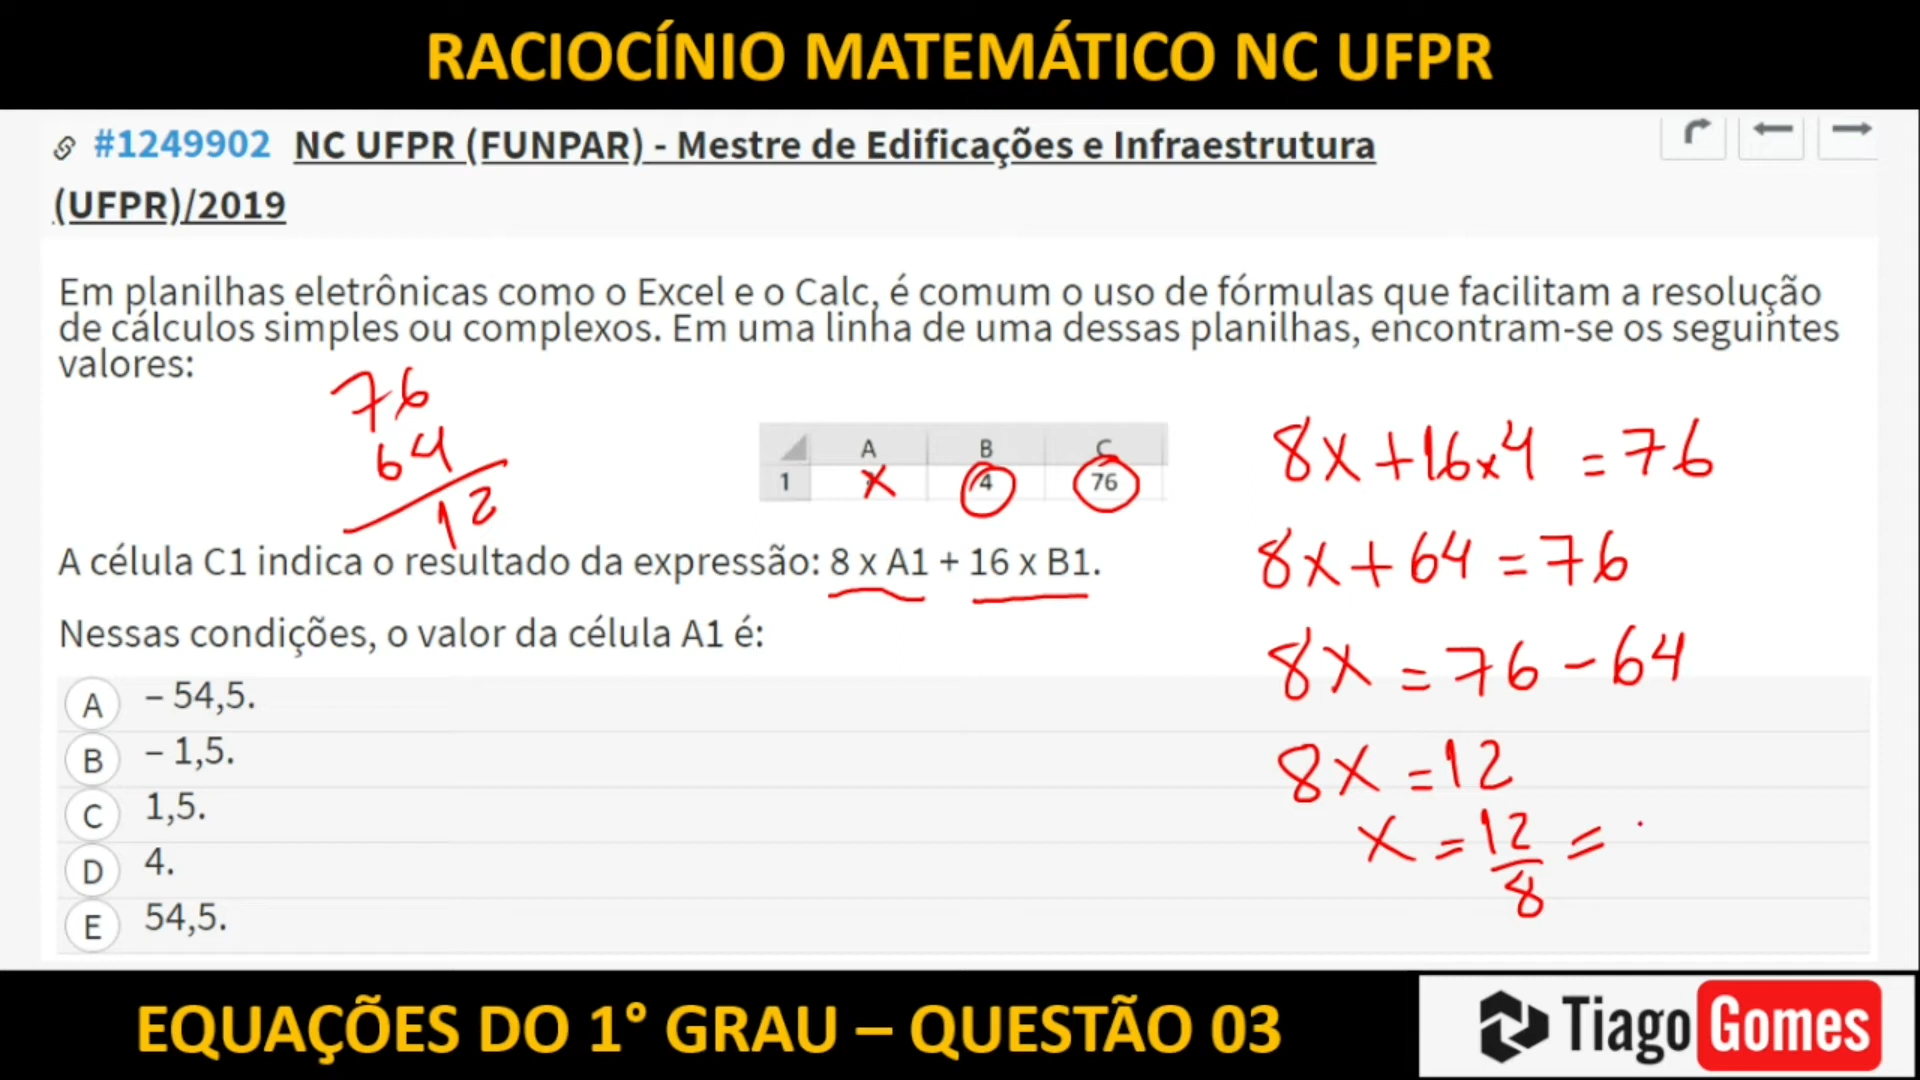 RACIOCÍNIO MATEMÁTICO NC UFPR
#1249902 NC UFPR (FUNPAR) - Mestre de Edificações e Infraestrutura
(UFPR)/2019
Em planilhas eletrônicas como o Excel e o Calc, é comum o uso de fórmulas que facilitam a resolução
de cálculos simples ou complexos. Em uma linha de uma dessas planilhas, encontram-se os seguintes
valores:
76
64
12
A B C
1 x 4 76
8x+16x4 = 76
8x+64 = 76
8x = 76 - 64
8x = 12
x = 12/8 =
A célula C1 indica o resultado da expressão: 8 x A1 + 16 x B1.
Nessas condições, o valor da célula A1 é:
A – 54,5.
B – 1,5.
C 1,5.
D 4.
E 54,5.
EQUAÇÕES DO 1° GRAU – QUESTÃO 03
Tiago Gomes